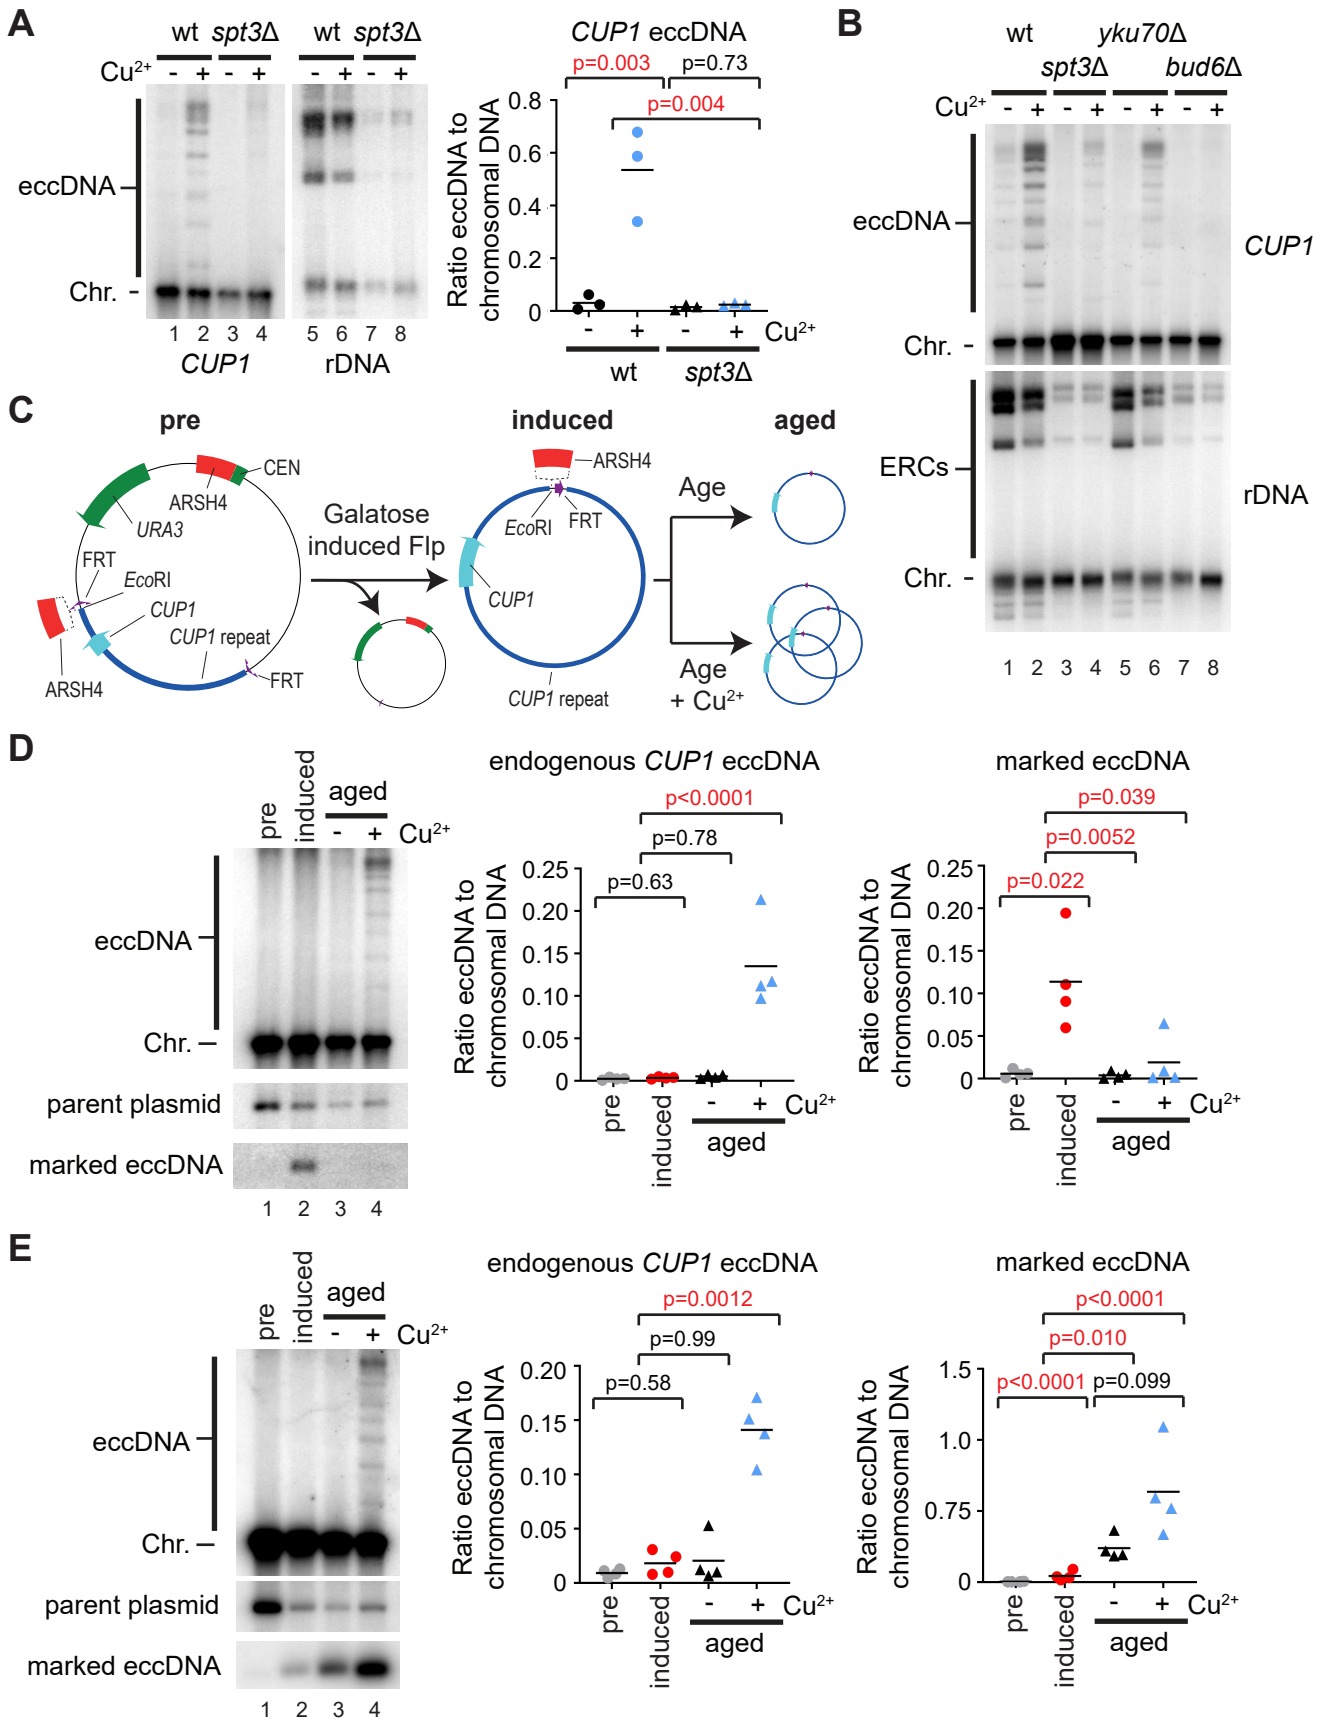 A
wt spt3Δ wt spt3Δ
Cu2+ - + - + - + - +
eccDNA
Chr.
1 2 3 4 5 6 7 8
CUP1 rDNA
CUP1 eccDNA
p=0.003 p=0.73
p=0.004
Ratio eccDNA to
chromosomal DNA
0.8
0.6
0.4
0.2
0
- + - + Cu2+
wt spt3Δ
B
wt yku70Δ
spt3Δ bud6Δ
Cu2+ - + - + - + - +
eccDNA
CUP1
Chr.
ERCs
rDNA
Chr.
1 2 3 4 5 6 7 8
C
pre induced aged
ARSH4
CEN
URA3
FRT
EcoRI
CUP1
CUP1 repeat
ARSH4
FRT
Galatose
induced Flp
ARSH4
EcoRI
FRT
CUP1
CUP1 repeat
Age
Age
+ Cu2+
D
pre
induced
aged
- + Cu2+
eccDNA
Chr.
parent plasmid
marked eccDNA
1 2 3 4
endogenous CUP1 eccDNA
p<0.0001
p=0.78
p=0.63
Ratio eccDNA to
chromosomal DNA
0.25
0.20
0.15
0.10
0.05
0
pre
induced
- + Cu2+
aged
marked eccDNA
p=0.039
p=0.0052
p=0.022
Ratio eccDNA to
chromosomal DNA
0.25
0.20
0.15
0.10
0.05
0
pre
induced
- + Cu2+
aged
E
pre
induced
aged
- + Cu2+
eccDNA
Chr.
parent plasmid
marked eccDNA
1 2 3 4
endogenous CUP1 eccDNA
p=0.0012
p=0.99
p=0.58
Ratio eccDNA to
chromosomal DNA
0.20
0.15
0.10
0.05
0
pre
induced
- + Cu2+
aged
marked eccDNA
p<0.0001
p=0.010
p<0.0001 p=0.099
Ratio eccDNA to
chromosomal DNA
1.5
1.0
0.75
0
pre
induced
- + Cu2+
aged